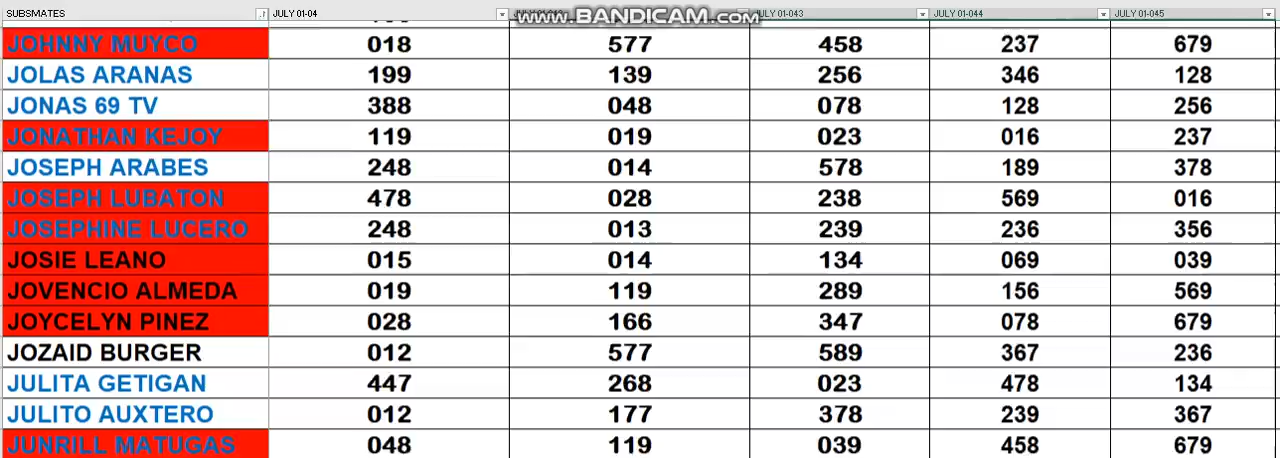 SUBSMATES JULY 01-04 JULY 01-043 JULY 01-044 JULY 01-045
www.BANDICAM.com
JOHNNY MUYCO 018 577 458 237 679
JOLAS ARANAS 199 139 256 346 128
JONAS 69 TV 388 048 078 128 256
JONATHAN KEJOY 119 019 023 016 237
JOSEPH ARABES 248 014 578 189 378
JOSEPH LUBATON 478 028 238 569 016
JOSEPHINE LUCERO 248 013 239 236 356
JOSIE LEANO 015 014 134 069 039
JOVENCIO ALMEDA 019 119 289 156 569
JOYCELYN PINEZ 028 166 347 078 679
JOZAID BURGER 012 577 589 367 236
JULITA GETIGAN 447 268 023 478 134
JULITO AUXTERO 012 177 378 239 367
JUNRILL MATUGAS 048 119 039 458 679